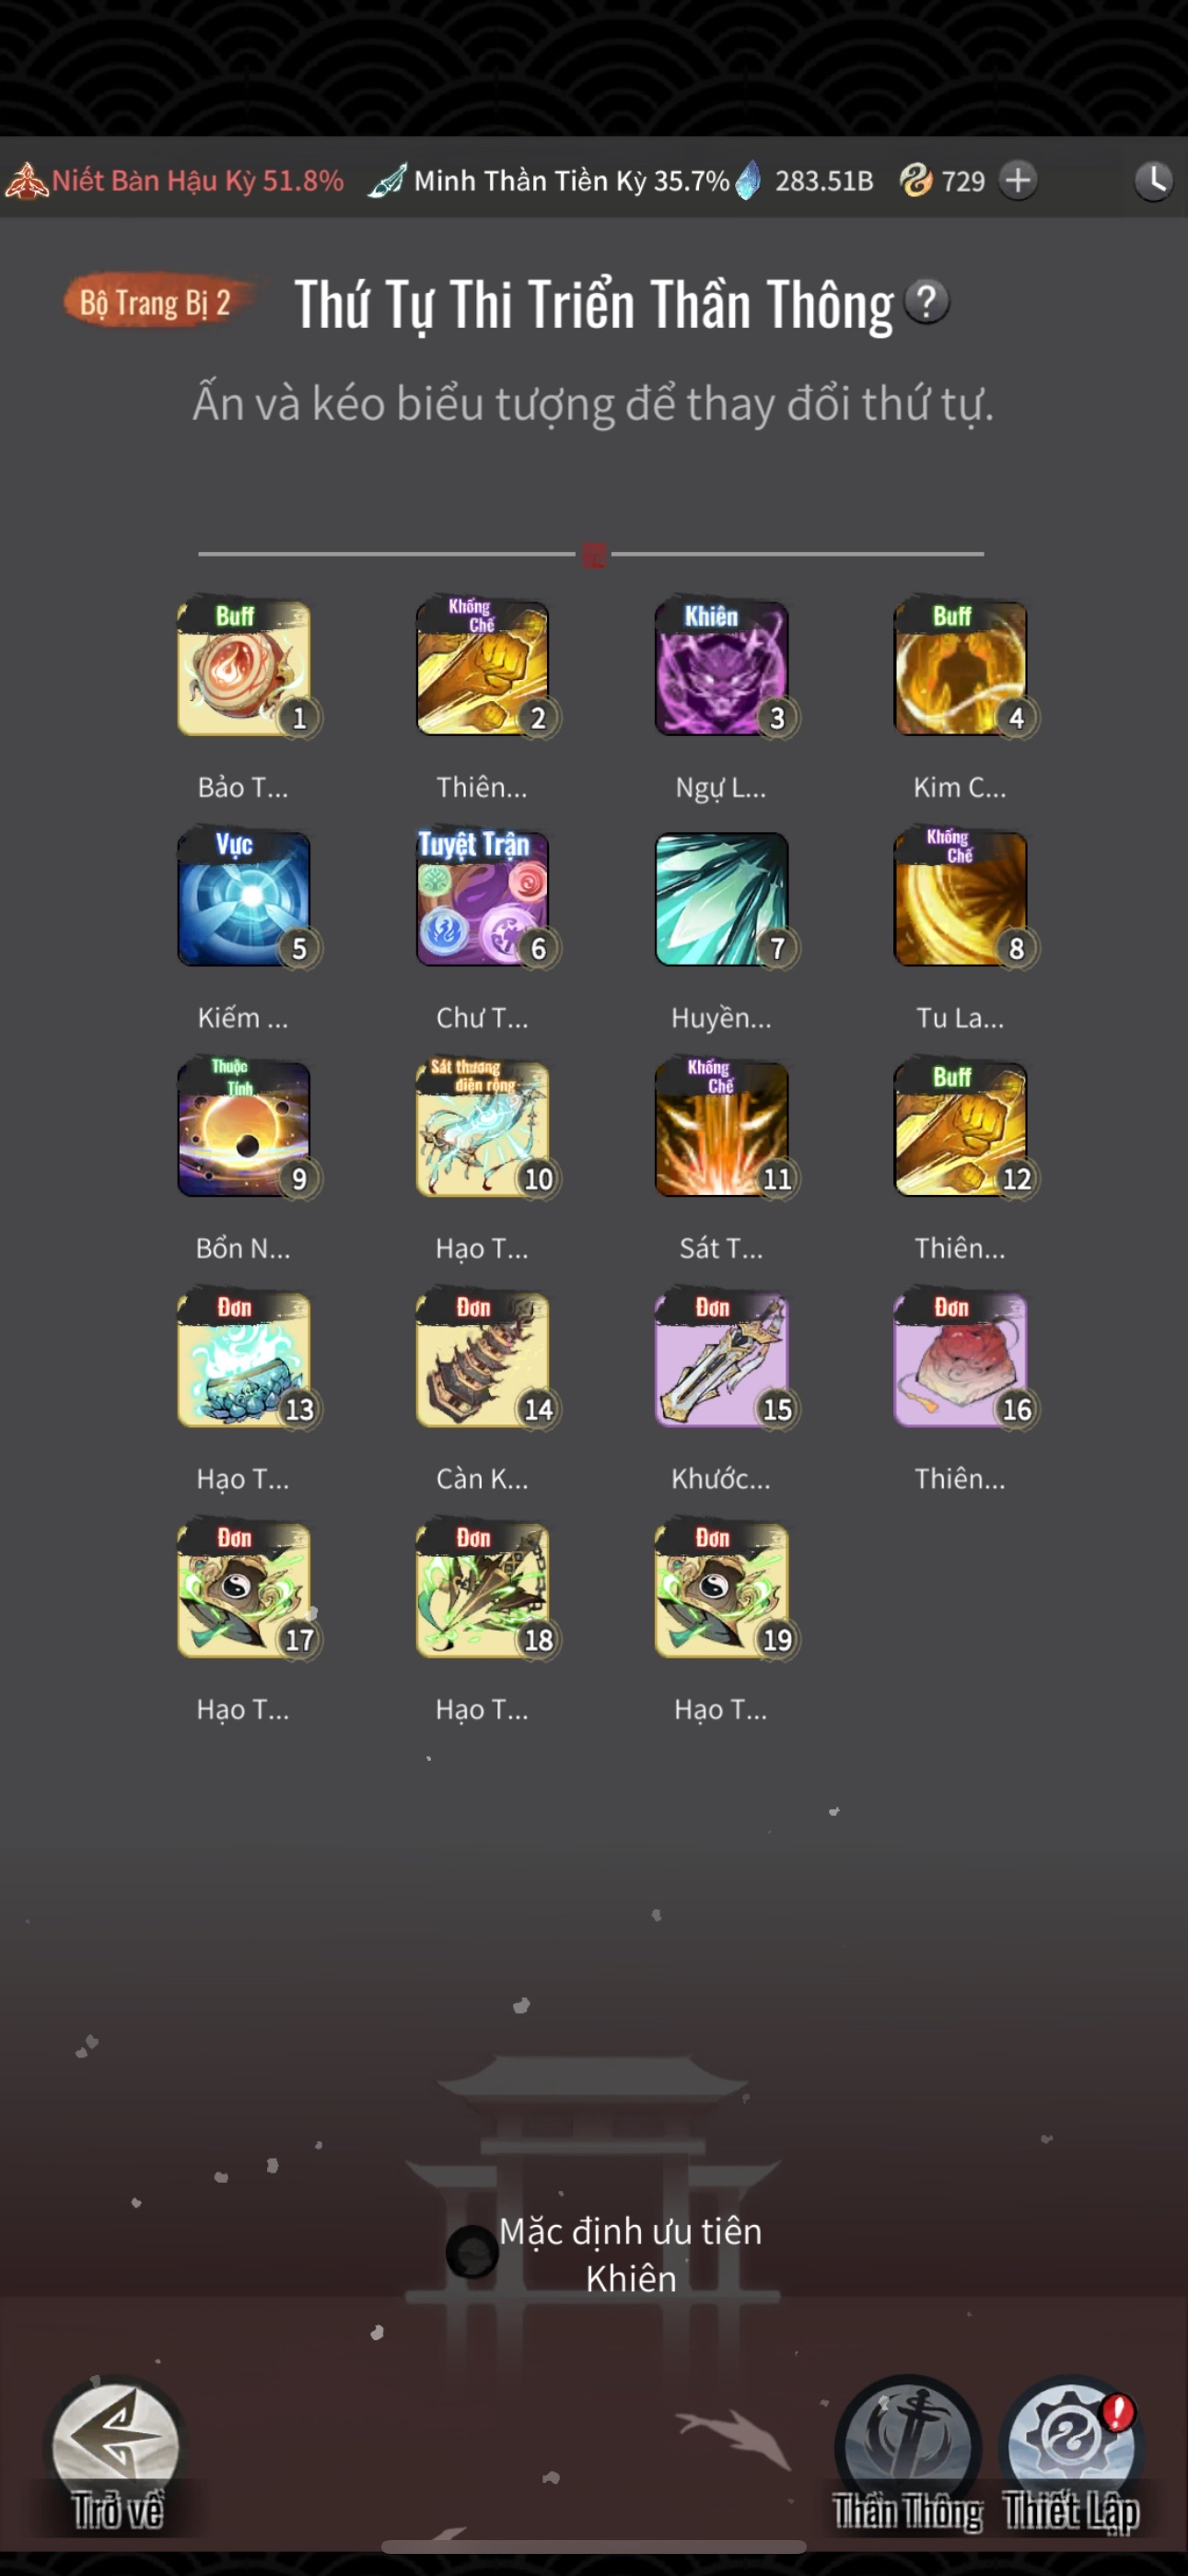 Niết Bàn Hậu Kỳ 51.8% Minh Thần Tiền Kỳ 35.7% 283.51B 729
Bộ Trang Bị 2 Thứ Tự Thi Triển Thần Thông ?
Ấn và kéo biểu tượng để thay đổi thứ tự.
Buff Khống Chế Khiên Buff
1 2 3 4
Bảo T... Thiên... Ngự L... Kim C...
Vực Tuyệt Trận Khống Chế
5 6 7 8
Kiếm ... Chư T... Huyền... Tu La...
Thuộc Tính Sát thương diện rộng Khống Chế Buff
9 10 11 12
Bổn N... Hạo T... Sát T... Thiên...
Đơn Đơn Đơn Đơn
13 14 15 16
Hạo T... Càn K... Khước... Thiên...
Đơn Đơn Đơn
17 18 19
Hạo T... Hạo T... Hạo T...
Mặc định ưu tiên
Khiên
Trở về Thần Thông Thiết Lập